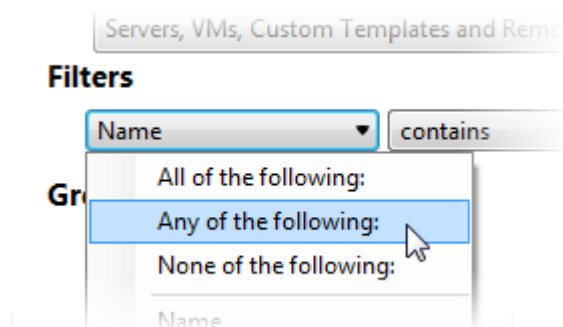 Servers, VMs, Custom Templates and Remo
Filters
Name
contains
All of the following:
Gr
Any of the following:
None of the following:
Name